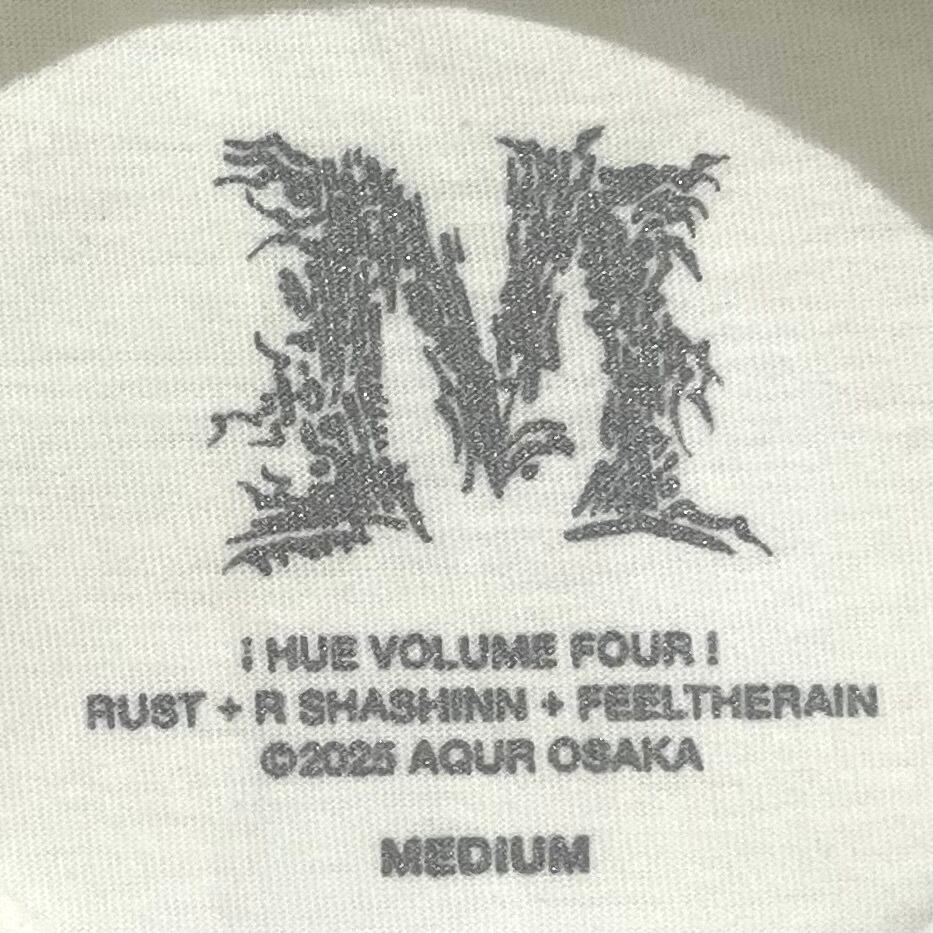 M
¡ HUE VOLUME FOUR !
RUST + R SHASHINN + FEELTHERAIN
©2025 AQUR OSAKA
MEDIUM